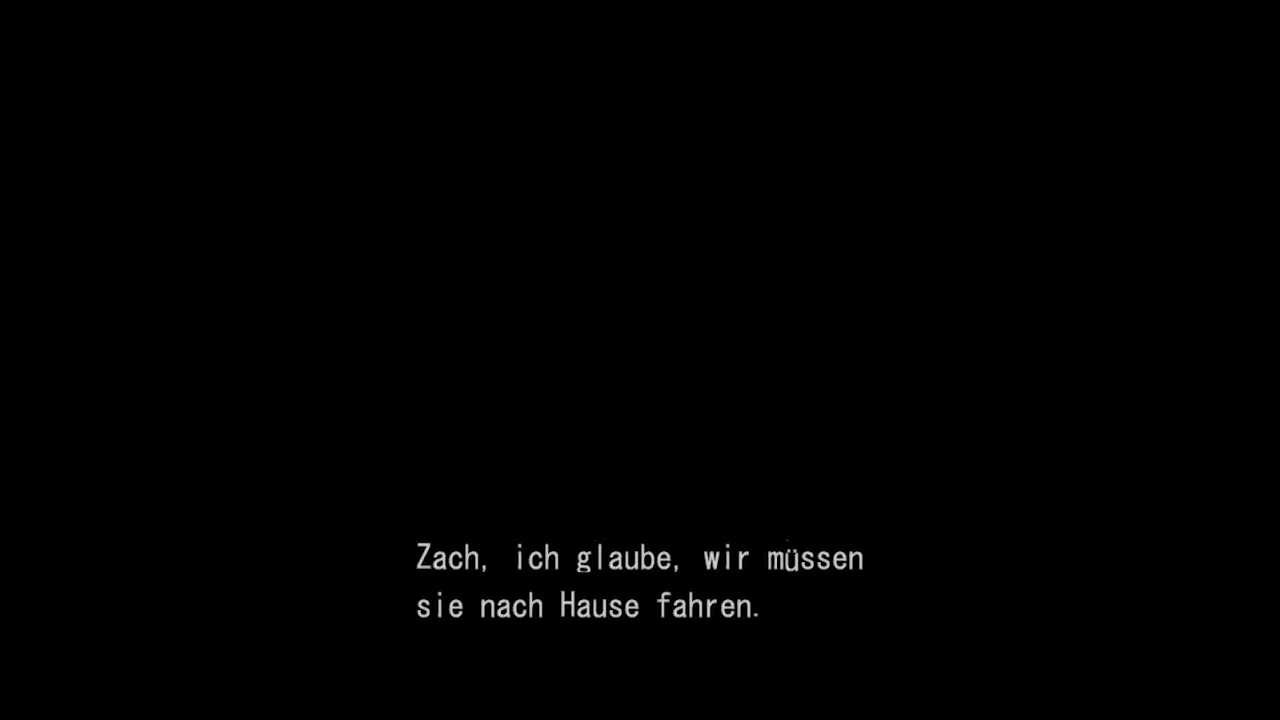 Zach, ich glaube, wir müssen
sie nach Hause fahren.